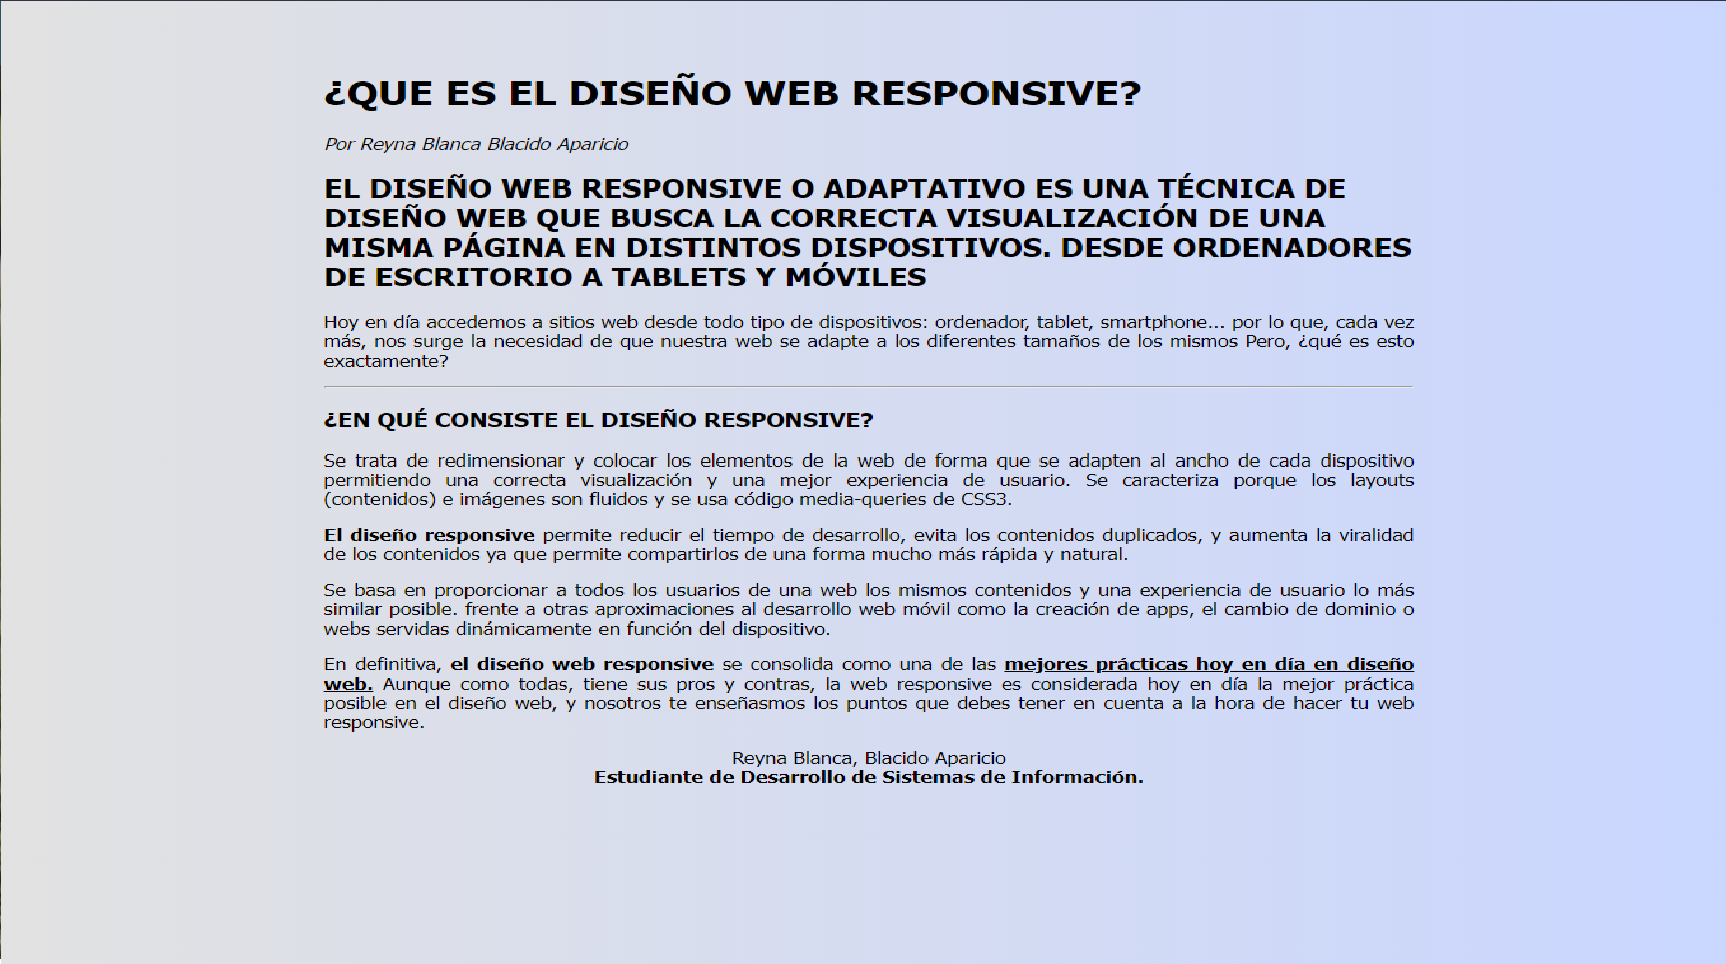 ¿QUE ES EL DISEÑO WEB RESPONSIVE?
Por Reyna Blanca Blacido Aparicio
EL DISEÑO WEB RESPONSIVE O ADAPTATIVO ES UNA TÉCNICA DE
DISEÑO WEB QUE BUSCA LA CORRECTA VISUALIZACIÓN DE UNA
MISMA PÁGINA EN DISTINTOS DISPOSITIVOS. DESDE ORDENADORES
DE ESCRITORIO A TABLETS Y MÓVILES
Hoy en día accedemos a sitios web desde todo tipo de dispositivos: ordenador, tablet, smartphone... por lo que, cada vez
más, nos surge la necesidad de que nuestra web se adapte a los diferentes tamaños de los mismos Pero, ¿qué es esto
exactamente?
¿EN QUÉ CONSISTE EL DISEÑO RESPONSIVE?
Se trata de redimensionar y colocar los elementos de la web de forma que se adapten al ancho de cada dispositivo
permitiendo una correcta visualización y una mejor experiencia de usuario. Se caracteriza porque los layouts
(contenidos) e imágenes son fluidos y se usa código media-queries de CSS3.
El diseño responsive permite reducir el tiempo de desarrollo, evita los contenidos duplicados, y aumenta la viralidad
de los contenidos ya que permite compartirlos de una forma mucho más rápida y natural.
Se basa en proporcionar a todos los usuarios de una web los mismos contenidos y una experiencia de usuario lo más
similar posible. frente a otras aproximaciones al desarrollo web móvil como la creación de apps, el cambio de dominio o
webs servidas dinámicamente en función del dispositivo.
En definitiva, el diseño web responsive se consolida como una de las mejores prácticas hoy en día en diseño
web. Aunque como todas, tiene sus pros y contras, la web responsive es considerada hoy en día la mejor práctica
posible en el diseño web, y nosotros te enseñasmos los puntos que debes tener en cuenta a la hora de hacer tu web
responsive.
Reyna Blanca, Blacido Aparicio
Estudiante de Desarrollo de Sistemas de Información.